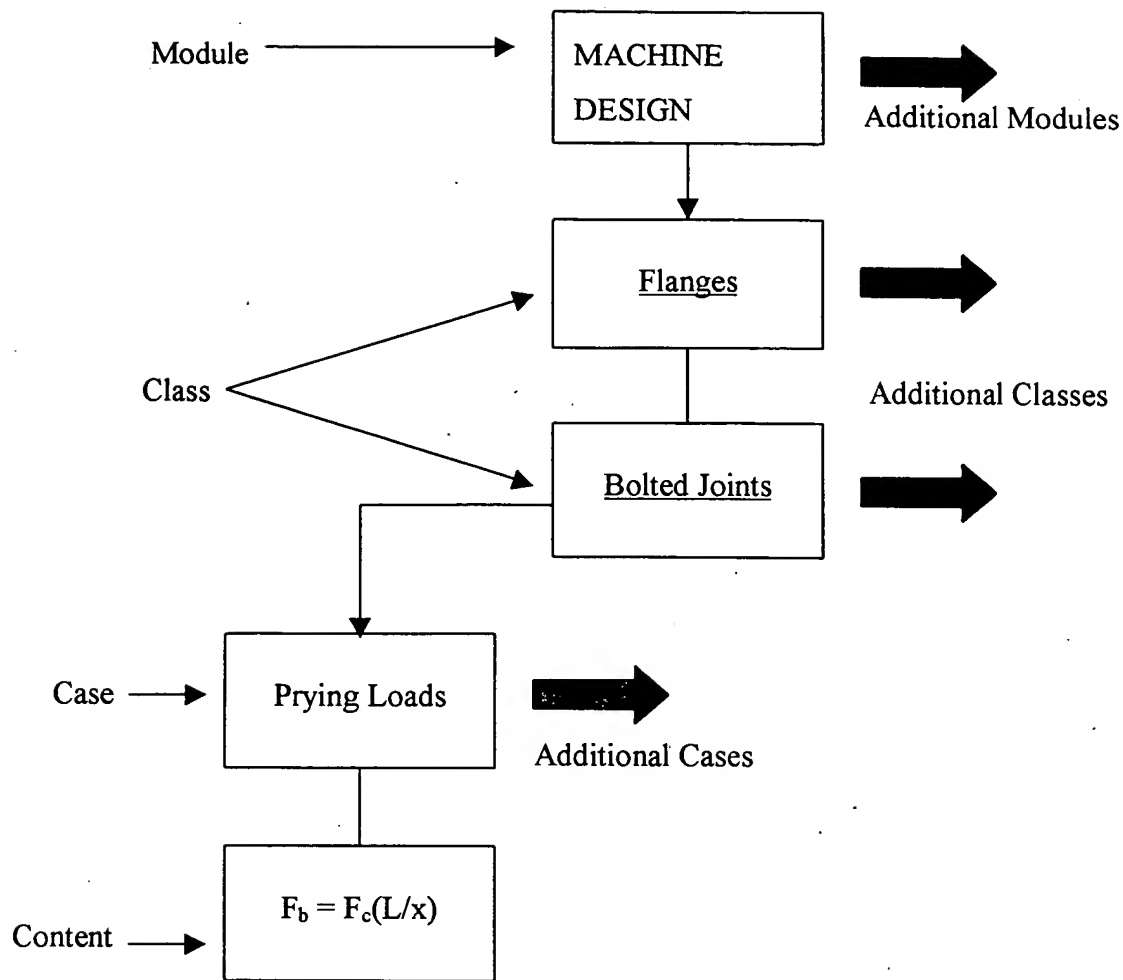 Module
MACHINE
DESIGN
Additional Modules
Flanges
Class
Additional Classes
Bolted Joints
Case
Prying Loads
Additional Cases
F_b = F_c(L/x)
Content